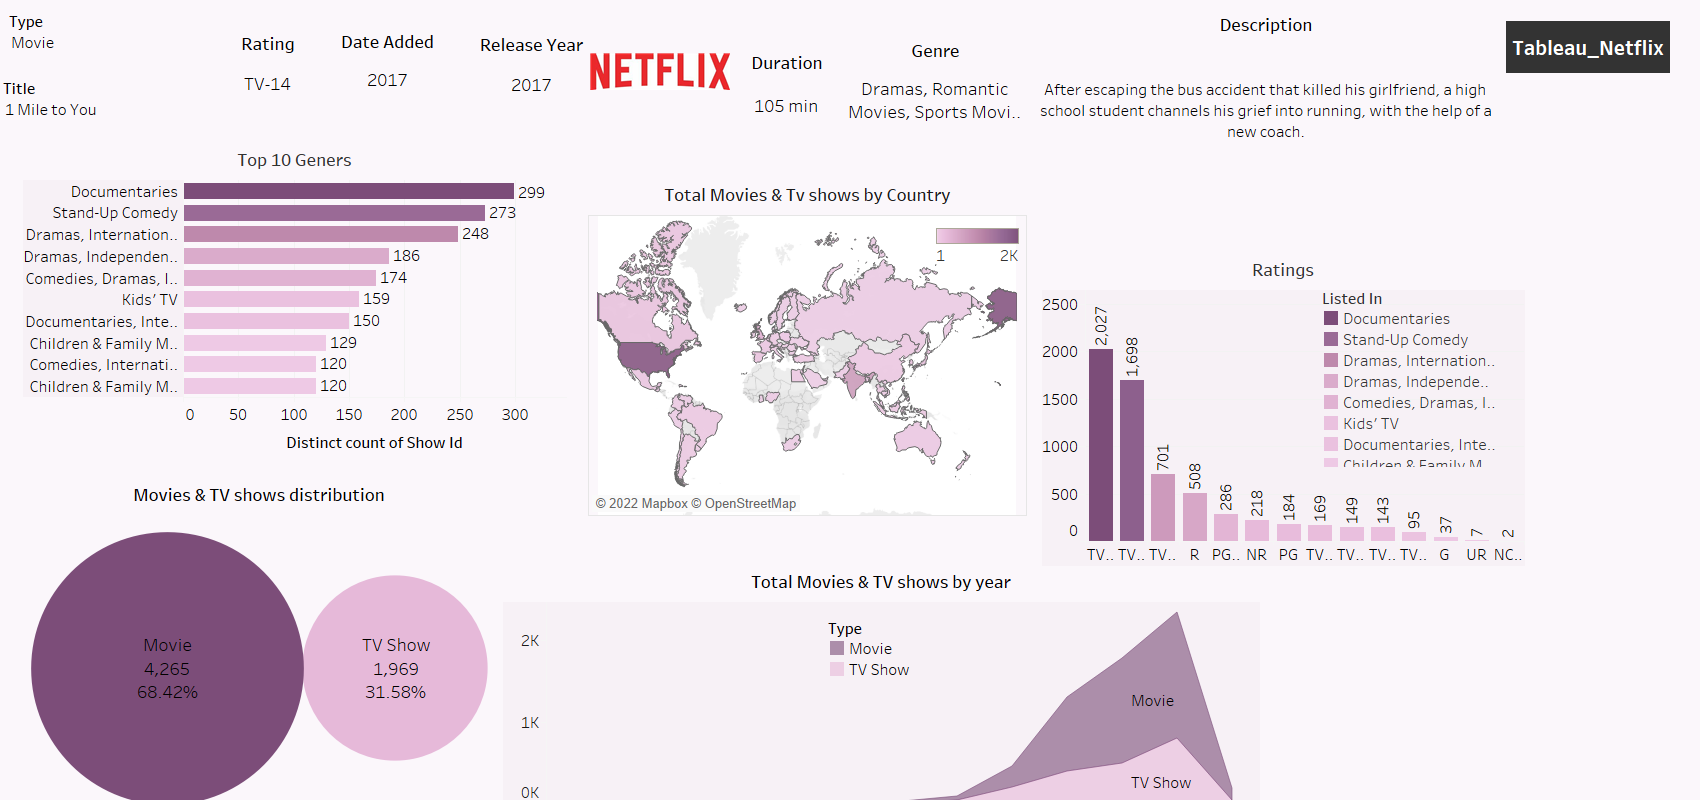 Type
Movie
Title
1 Mile to You
Rating
TV-14
Date Added
2017
Release Year
2017
NETFLIX
Duration
105 min
Genre
Dramas, Romantic
Movies, Sports Movi..
Description
After escaping the bus accident that killed his girlfriend, a high
school student channels his grief into running, with the help of a
new coach.
Tableau_Netflix
Top 10 Geners
Documentaries 299
Stand-Up Comedy 273
Dramas, Internation.. 248
Dramas, Independen.. 186
Comedies, Dramas, I.. 174
Kids' TV 159
Documentaries, Inte.. 150
Children & Family M.. 129
Comedies, Internati.. 120
Children & Family M.. 120
0 50 100 150 200 250 300
Distinct count of Show Id
Total Movies & Tv shows by Country
1 2K
© 2022 Mapbox © OpenStreetMap
Ratings
Listed In
Documentaries
Stand-Up Comedy
Dramas, Internation..
Dramas, Independe..
Comedies, Dramas, I..
Kids' TV
Documentaries, Inte..
Children & Family M
2500
2000
1500
1000
500
0
2,027 1,698 701 508 286 218 184 169 149 143 95 37 7 2
TV.. TV.. TV.. R PG.. NR PG TV.. TV.. TV.. TV.. G UR NC..
Movies & TV shows distribution
Movie
4,265
68.42%
TV Show
1,969
31.58%
Total Movies & TV shows by year
Type
Movie
TV Show
2K
1K
0K
Movie
TV Show